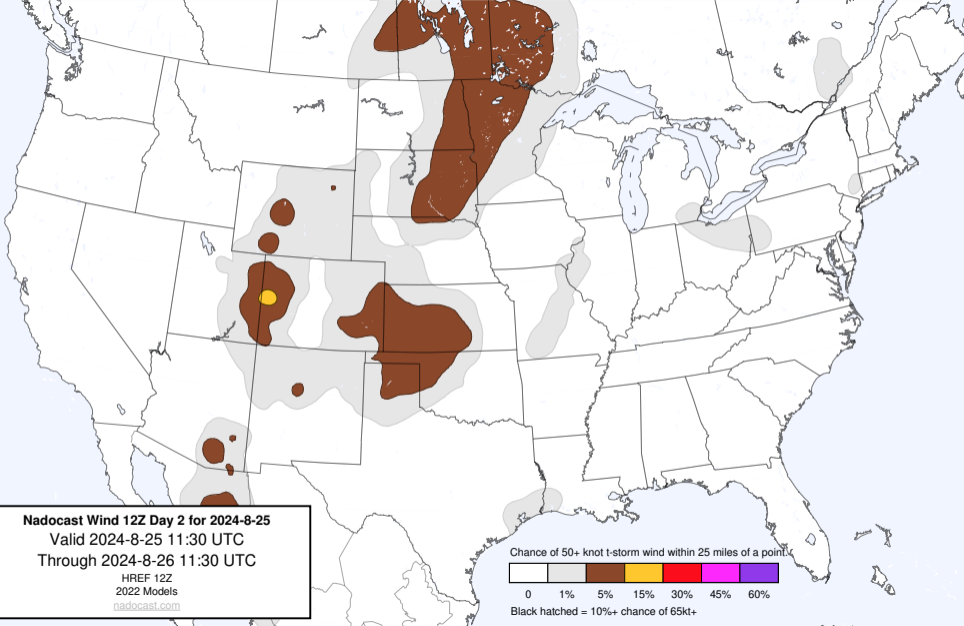 Nadocast Wind 12Z Day 2 for 2024-8-25
Valid 2024-8-25 11:30 UTC
Through 2024-8-26 11:30 UTC
HREF 12Z
2022 Models
nadocast.com
Chance of 50+ knot t-storm wind within 25 miles of a point.
0 1% 5% 15% 30% 45% 60%
Black hatched = 10%+ chance of 65kt+